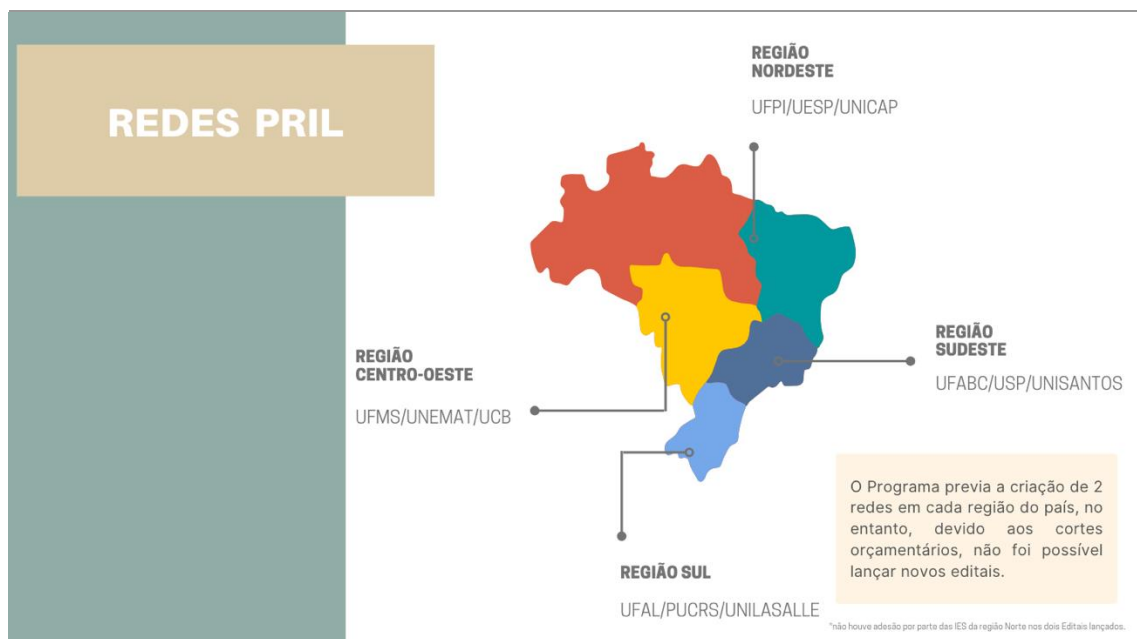 REDES PRIL
REGIÃO
NORDESTE
UFPI/UESP/UNICAP
REGIÃO
SUDESTE
UFABC/USP/UNISANTOS
REGIÃO
CENTRO-OESTE
UFMS/UNEMAT/UCB
REGIÃO SUL
UFAL/PUCRS/UNILASALLE
O Programa previa a criação de 2
redes em cada região do país, no
entanto, devido aos cortes
orçamentários, não foi possível
lançar novos editais.
*não houve adesão por parte das IES da região Norte nos dois Editais lançados.